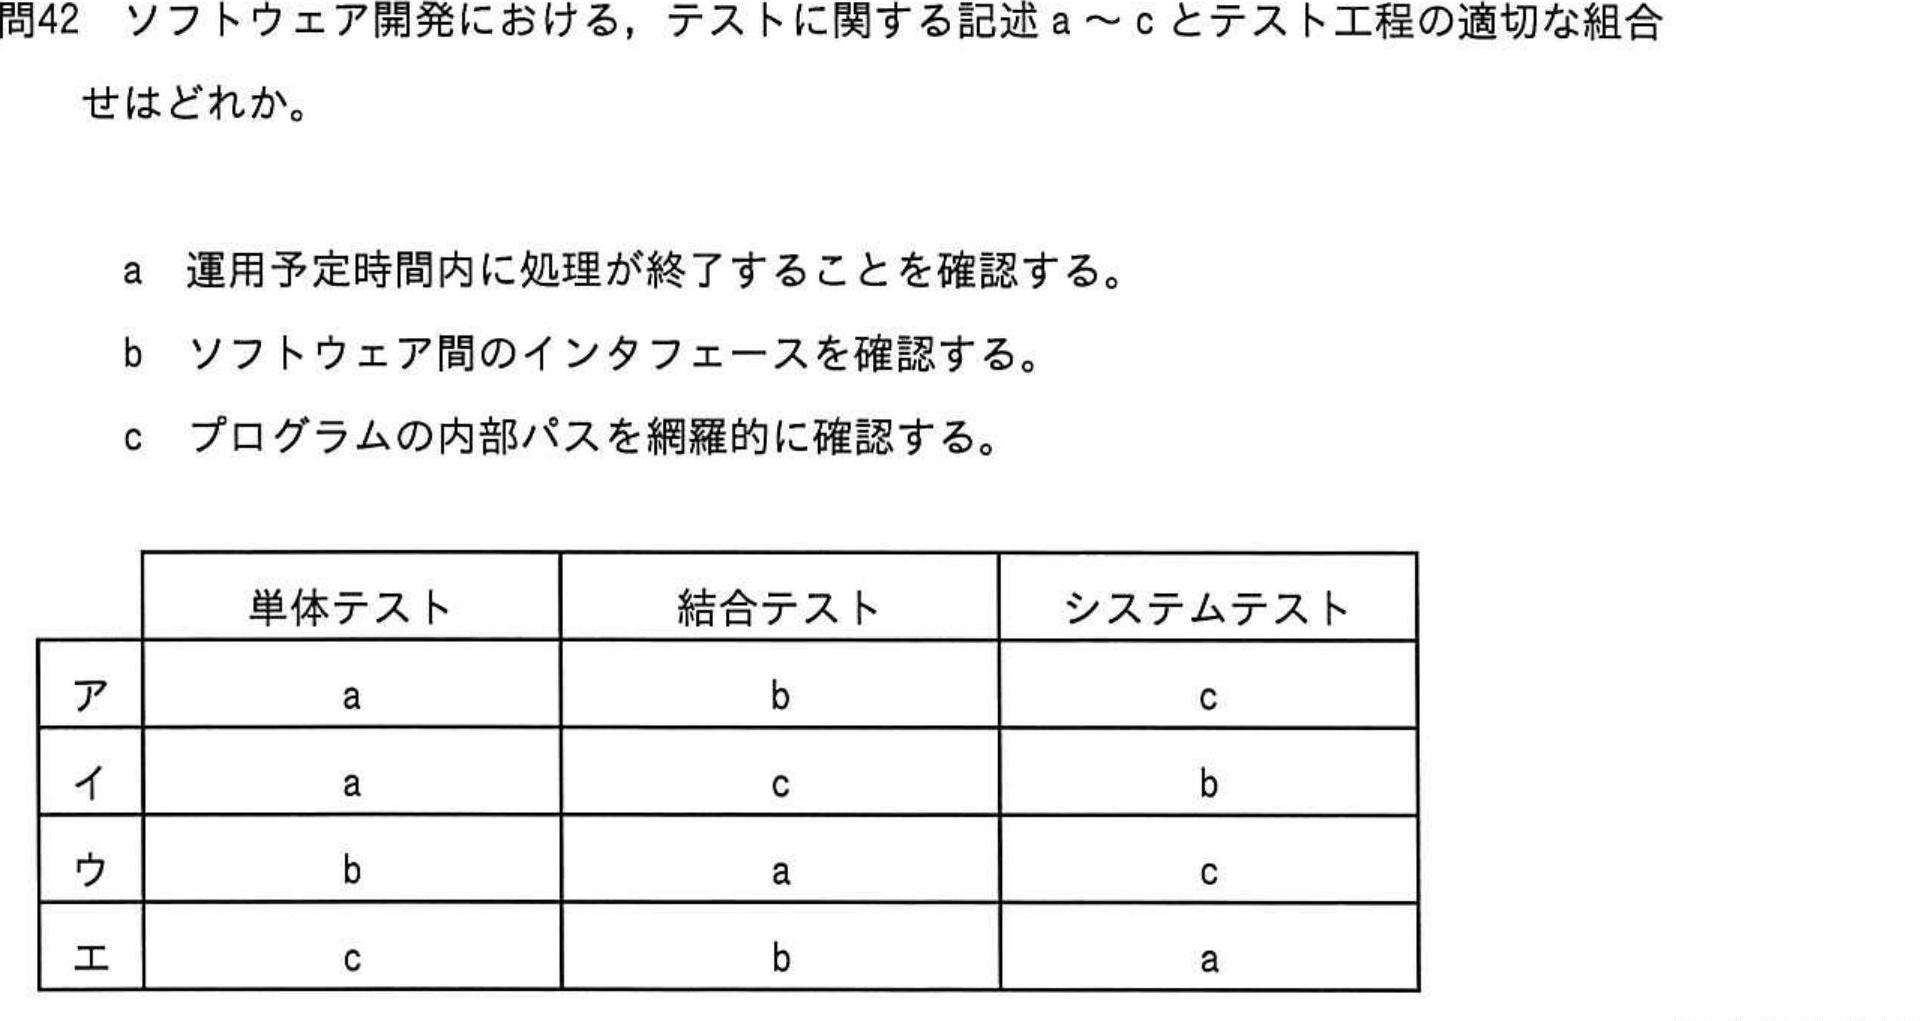 問42 ソフトウェア開発における，テストに関する記述 a ～ c とテスト工程の適切な組合
せはどれか。
a 運用予定時間内に処理が終了することを確認する。
b ソフトウェア間のインタフェースを確認する。
c プログラムの内部パスを網羅的に確認する。
単体テスト 結合テスト システムテスト
ア a b c
イ a c b
ウ b a c
エ c b a